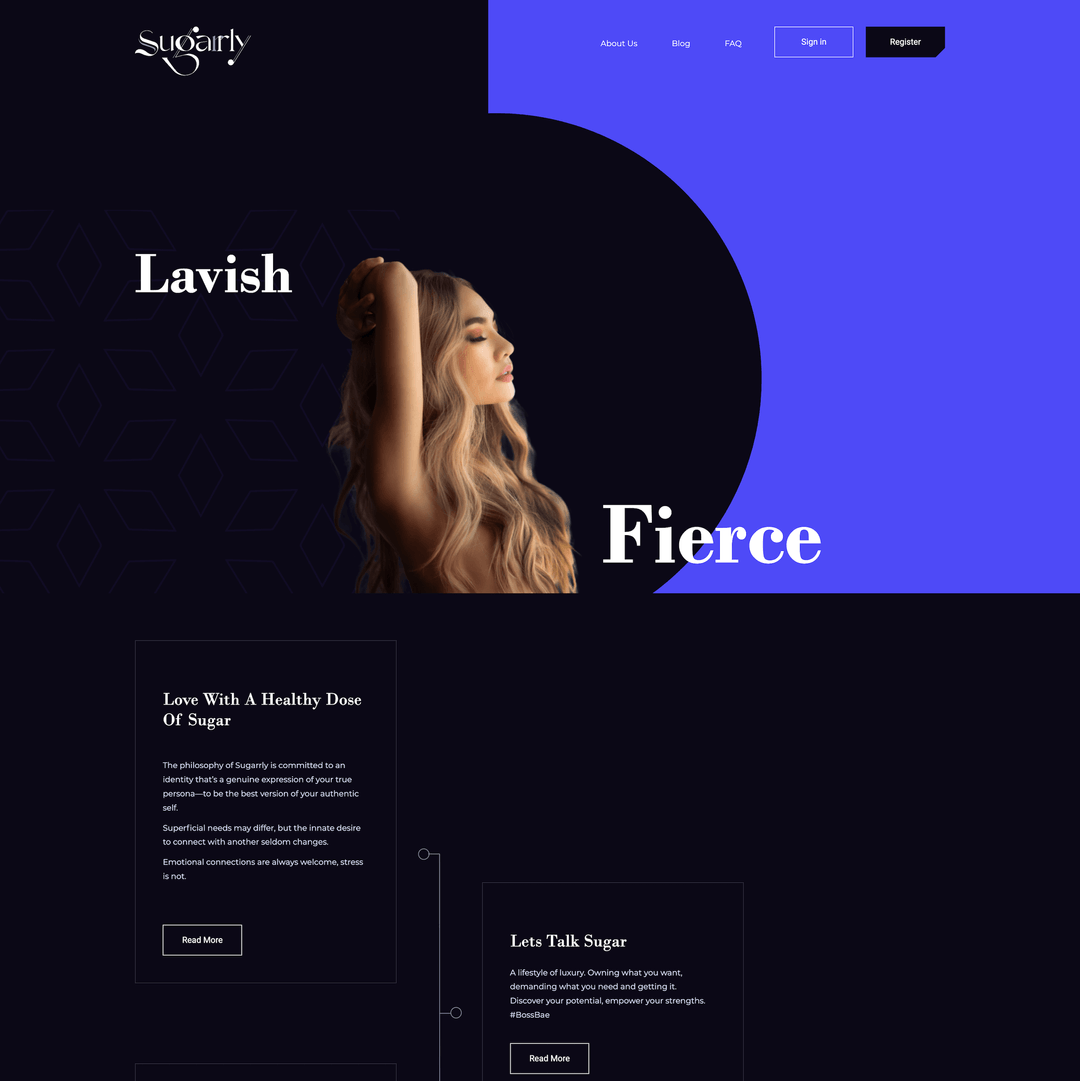 Sugarrly
About Us
Blog
FAQ
Sign in
Register
Lavish
Fierce
Love With A Healthy Dose
Of Sugar
The philosophy of Sugarrly is committed to an
identity that's a genuine expression of your true
persona—to be the best version of your authentic
self.
Superficial needs may differ, but the innate desire
to connect with another seldom changes.
Emotional connections are always welcome, stress
is not.
Read More
Lets Talk Sugar
A lifestyle of luxury. Owning what you want,
demanding what you need and getting it.
Discover your potential, empower your strengths.
#BossBae
Read More